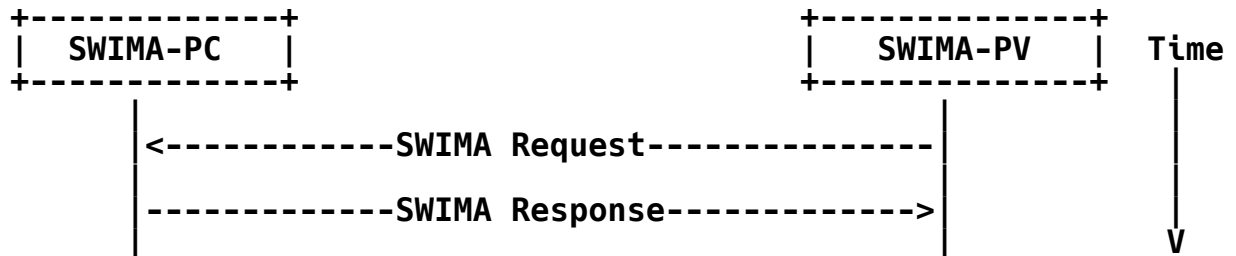 SWIMA-PC SWIMA-PV Time
<------------SWIMA Request---------------
-------------SWIMA Response------------->
V